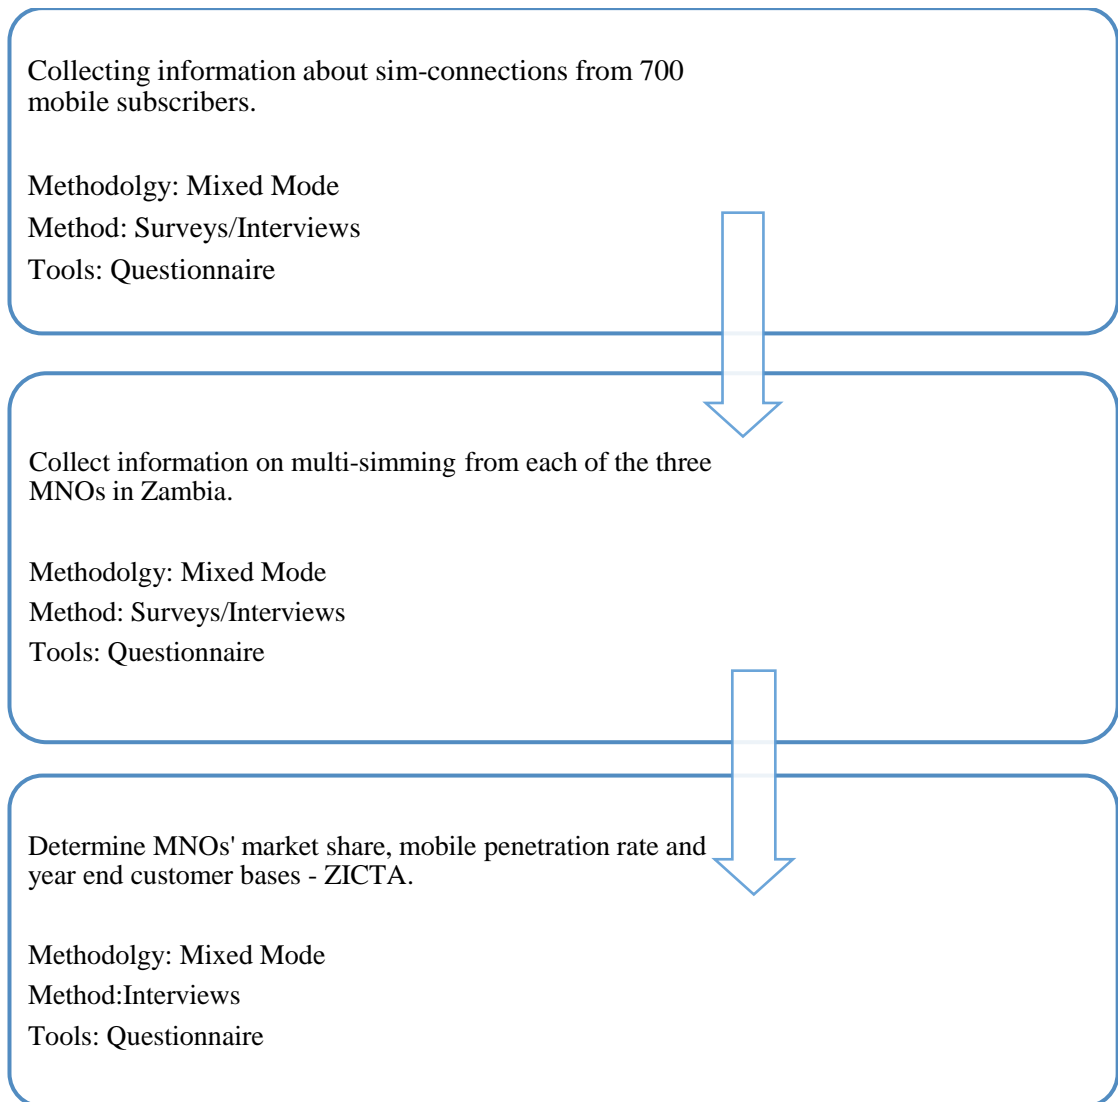 Collecting information about sim-connections from 700
mobile subscribers.
Methodolgy: Mixed Mode
Method: Surveys/Interviews
Tools: Questionnaire
Collect information on multi-simming from each of the three
MNOs in Zambia.
Methodolgy: Mixed Mode
Method: Surveys/Interviews
Tools: Questionnaire
Determine MNOs' market share, mobile penetration rate and
year end customer bases - ZICTA.
Methodolgy: Mixed Mode
Method:Interviews
Tools: Questionnaire